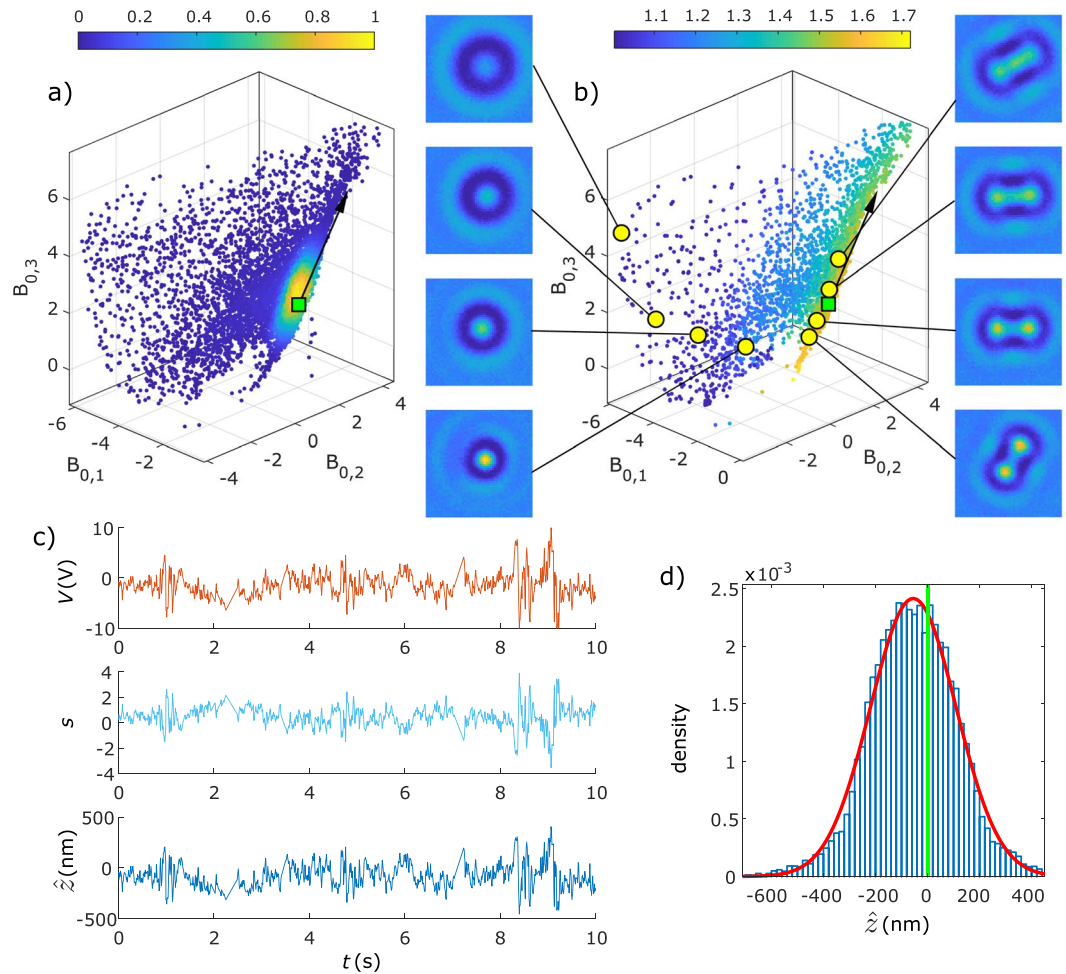 0 0.2 0.4 0.6 0.8 1
1.1 1.2 1.3 1.4 1.5 1.6 1.7
a)
B0,3
6
4
2
0
-6
-4
-2
B0,1
-4
-2
0
2
4
B0,2
b)
B0,3
6
4
2
0
-6
-4
-2
0
B0,1
-2
0
2
4
B0,2
c)
V (V)
10
0
-10
0 2 4 6 8 10
s
4
2
0
-2
-4
0 2 4 6 8 10
ẑ (nm)
500
0
-500
0 2 4 6 8 10
t (s)
d)
×10-3
density
2.5
2
1.5
1
0.5
0
-600 -400 -200 0 200 400
ẑ (nm)